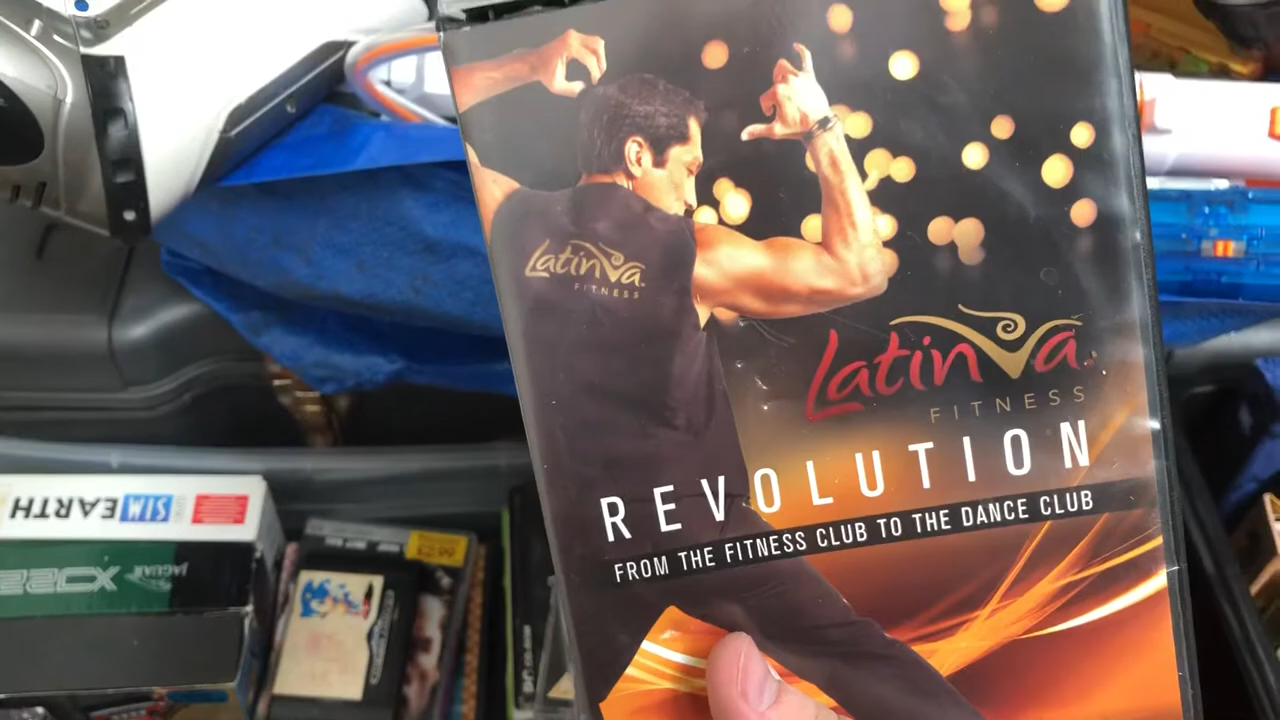 LatinVa
FITNESS
LatinVa
FITNESS
REVOLUTION
FROM THE FITNESS CLUB TO THE DANCE CLUB
SIM EARTH
JAGUAR
XJ220